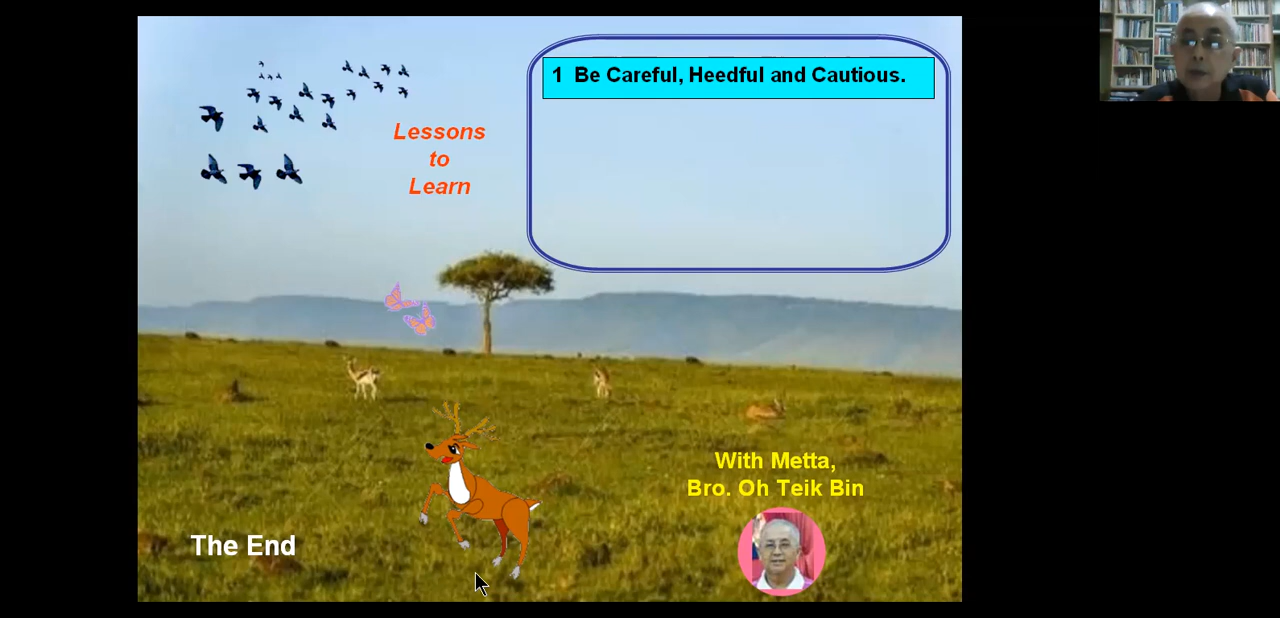 1 Be Careful, Heedful and Cautious.
Lessons
to
Learn
With Metta,
Bro. Oh Teik Bin
The End